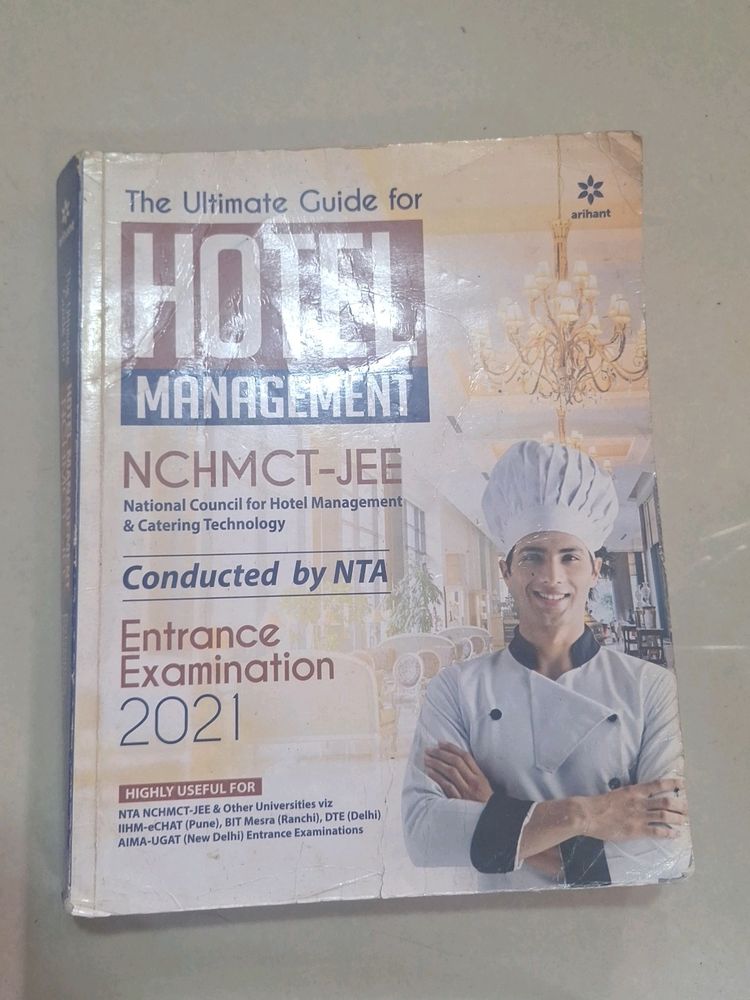 The Ultimate Guide for
HOTEL
MANAGEMENT
NCHMCT-JEE
National Council for Hotel Management
& Catering Technology
Conducted by NTA
Entrance
Examination
2021
HIGHLY USEFUL FOR
NTA NCHMCT-JEE & Other Universities viz
IIHM-eCHAT (Pune), BIT Mesra (Ranchi), DTE (Delhi)
AIMA-UGAT (New Delhi) Entrance Examinations
arihant
arihant